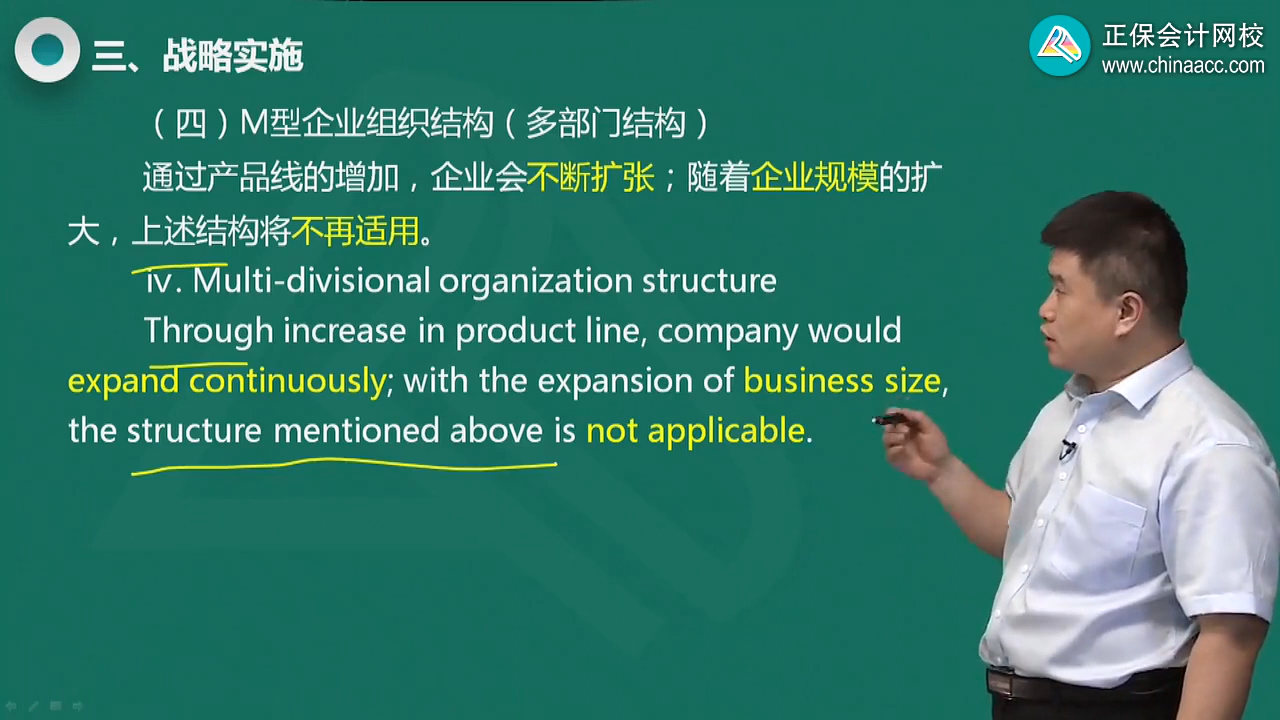 三、战略实施
正保会计网校
www.chinaacc.com
（四）M型企业组织结构（多部门结构）
通过产品线的增加，企业会不断扩张；随着企业规模的扩
大，上述结构将不再适用。
ⅳ. Multi-divisional organization structure
Through increase in product line, company would
expand continuously; with the expansion of business size,
the structure mentioned above is not applicable.